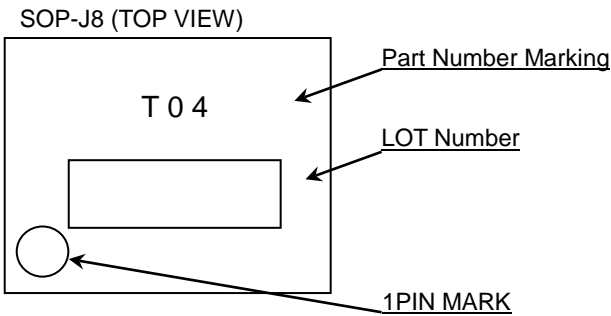 SOP-J8 (TOP VIEW)
Part Number Marking
T 0 4
LOT Number
1PIN MARK